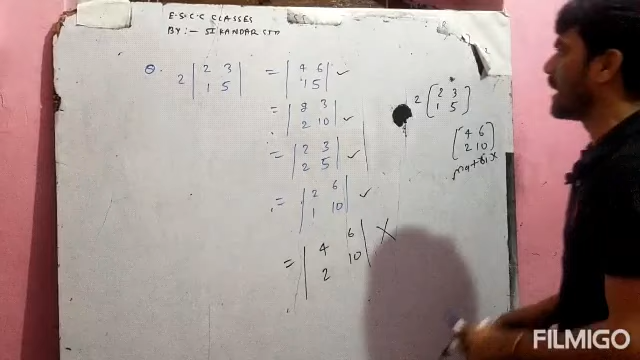 E.S.C.C CLASSES
BY:- SIKANDAR SIR
Q. 2 | 2 3 | = | 4 6 | ✓
| 1 5 | | 1 5 |
= | 2 3 |
| 2 10 | ✓
= | 2 3 | ✓
| 2 5 |
= | 2 6 | ✓
| 1 10 |
= | 4 6 | X
| 2 10 |
2 [ 2 3 ]
[ 1 5 ]
[ 4 6 ]
[ 2 10 ]
matrix
FILMIGO